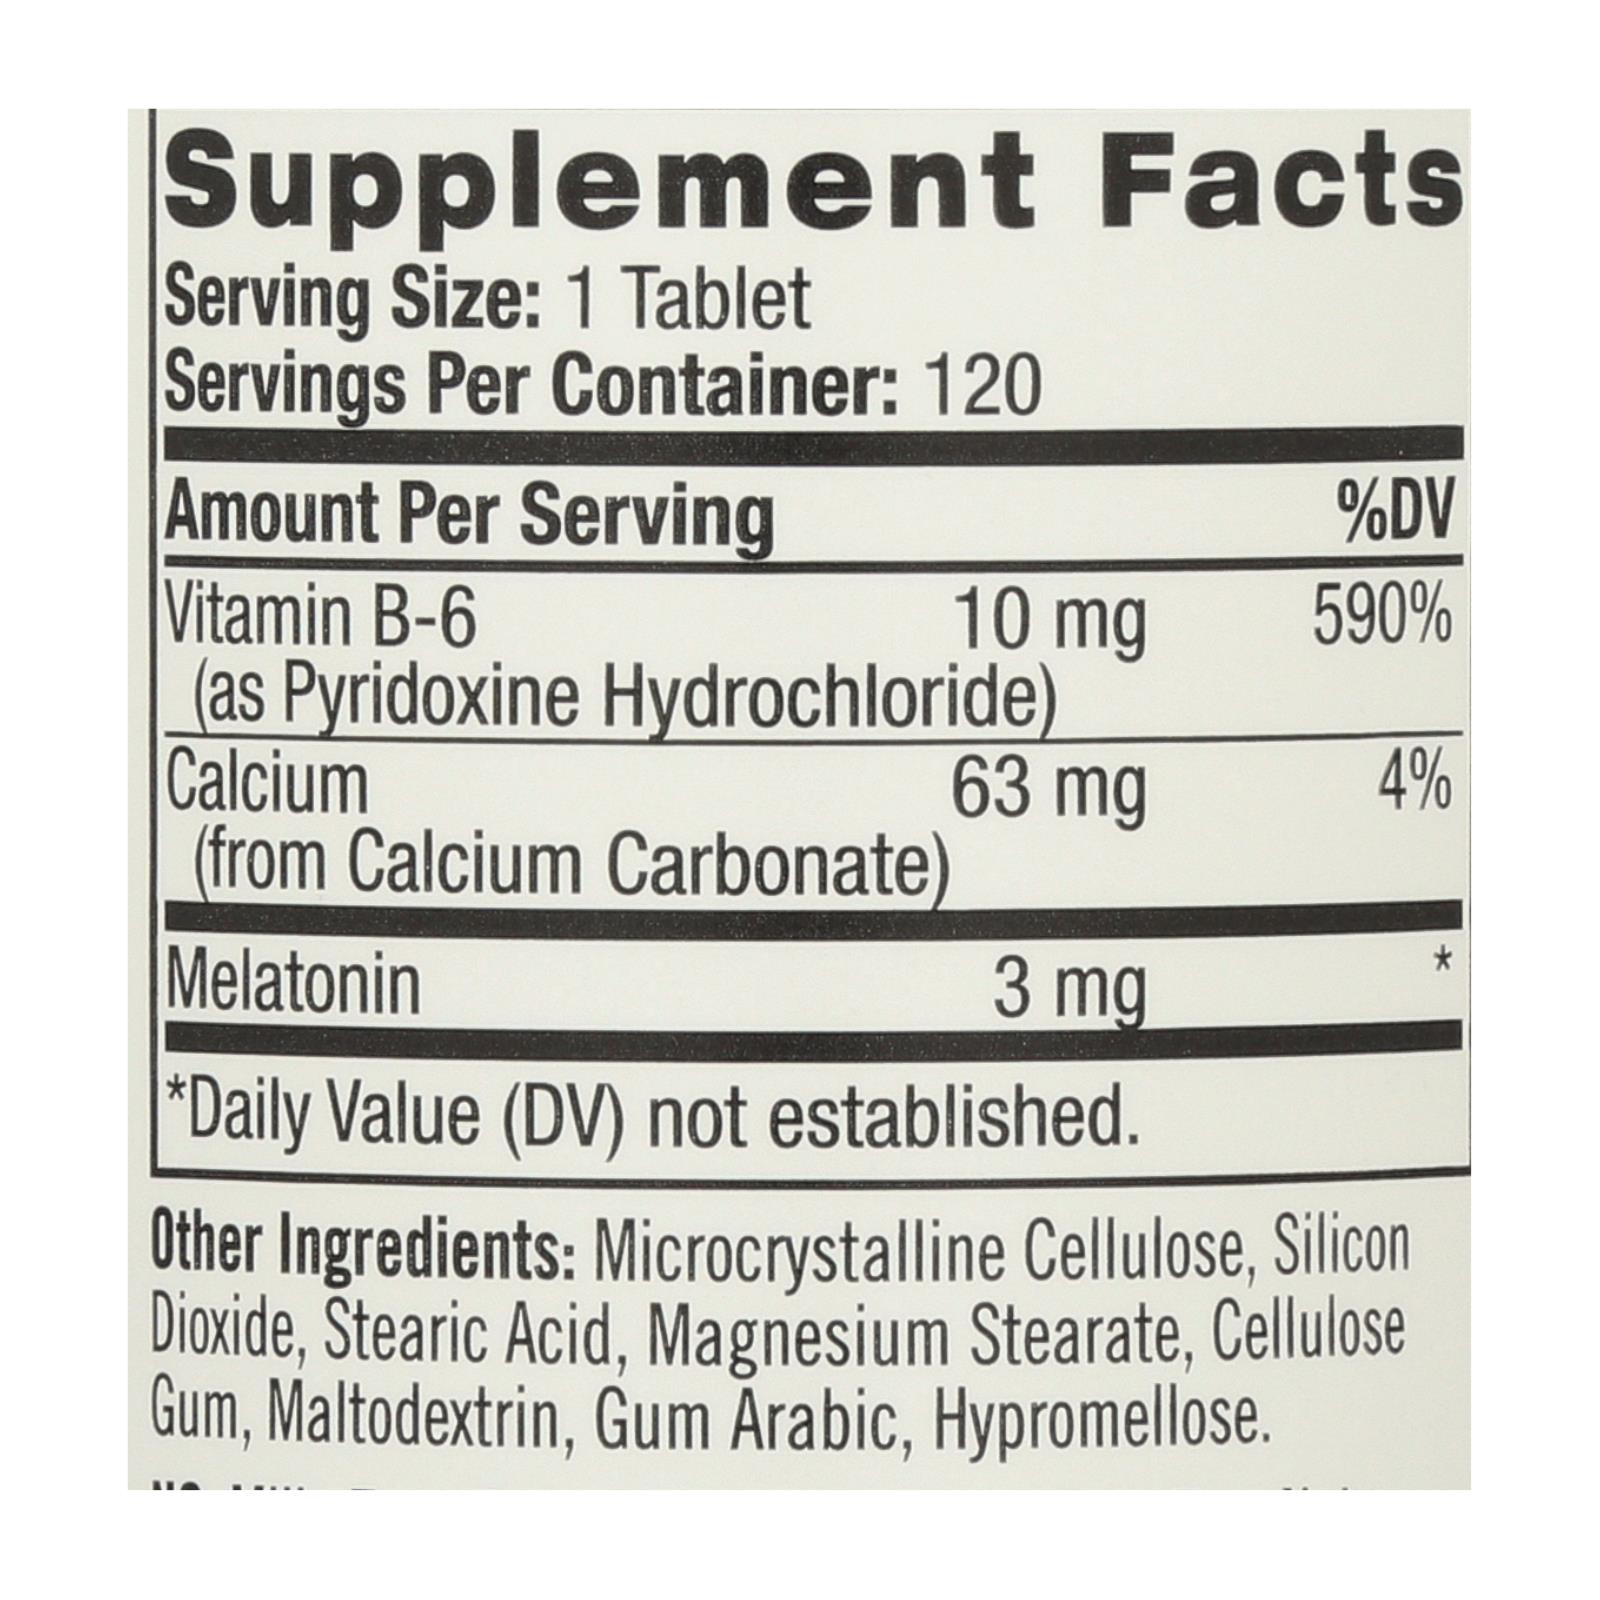 Supplement Facts
Serving Size: 1 Tablet
Servings Per Container: 120
Amount Per Serving %DV
Vitamin B-6 10 mg 590%
(as Pyridoxine Hydrochloride)
Calcium 63 mg 4%
(from Calcium Carbonate)
Melatonin 3 mg *
*Daily Value (DV) not established.
Other Ingredients: Microcrystalline Cellulose, Silicon
Dioxide, Stearic Acid, Magnesium Stearate, Cellulose
Gum, Maltodextrin, Gum Arabic, Hypromellose.